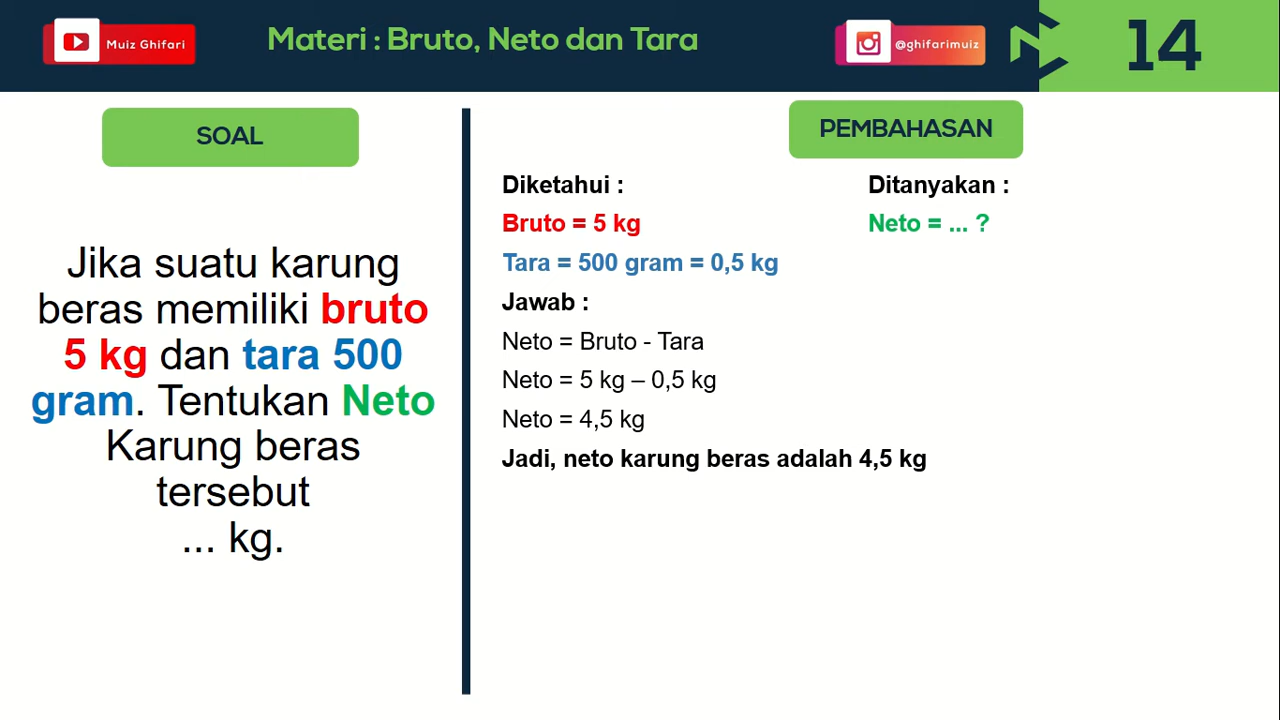 Muiz Ghifari
Materi : Bruto, Neto dan Tara
@ghifarimuiz
14
SOAL
Jika suatu karung
beras memiliki bruto
5 kg dan tara 500
gram. Tentukan Neto
Karung beras
tersebut
... kg.
PEMBAHASAN
Diketahui :
Ditanyakan :
Bruto = 5 kg
Neto = ... ?
Tara = 500 gram = 0,5 kg
Jawab :
Neto = Bruto - Tara
Neto = 5 kg – 0,5 kg
Neto = 4,5 kg
Jadi, neto karung beras adalah 4,5 kg